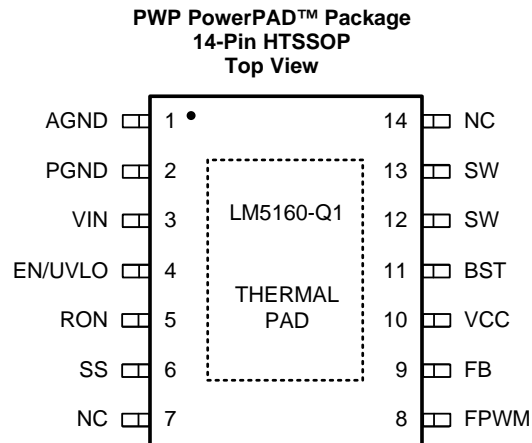 PWP PowerPAD™ Package
14-Pin HTSSOP
Top View
AGND 1 14 NC
PGND 2 13 SW
LM5160-Q1
VIN 3 12 SW
EN/UVLO 4 11 BST
THERMAL
PAD
RON 5 10 VCC
SS 6 9 FB
NC 7 8 FPWM